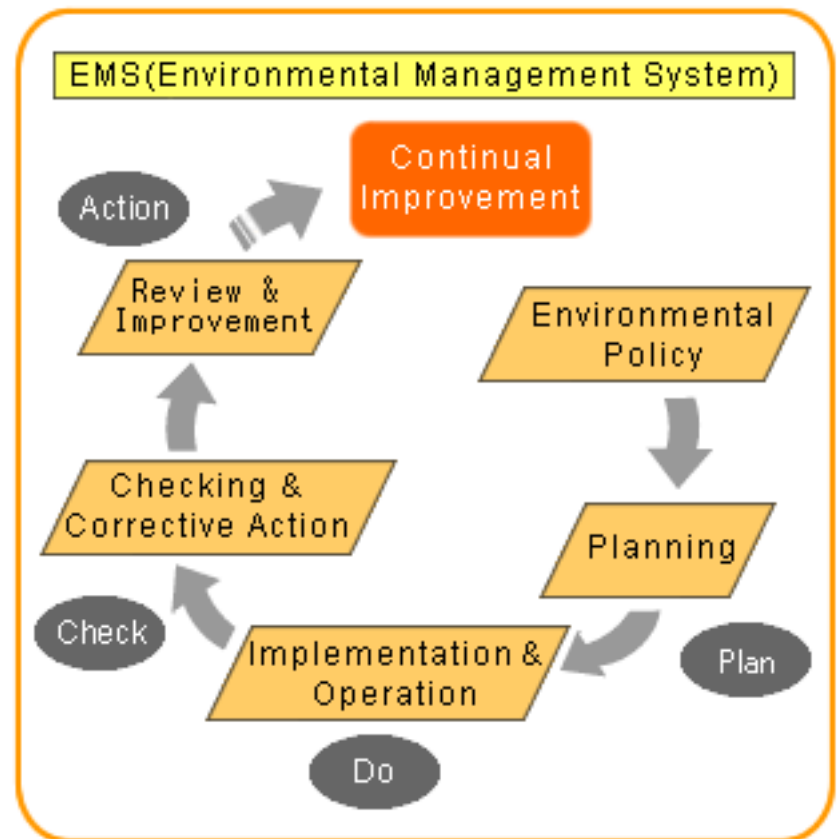 EMS(Environmental Management System)
Continual
Improvement
Action
Review &
Improvement
Environmental
Policy
Checking &
Corrective Action
Planning
Check
Implementation &
Operation
Plan
Do